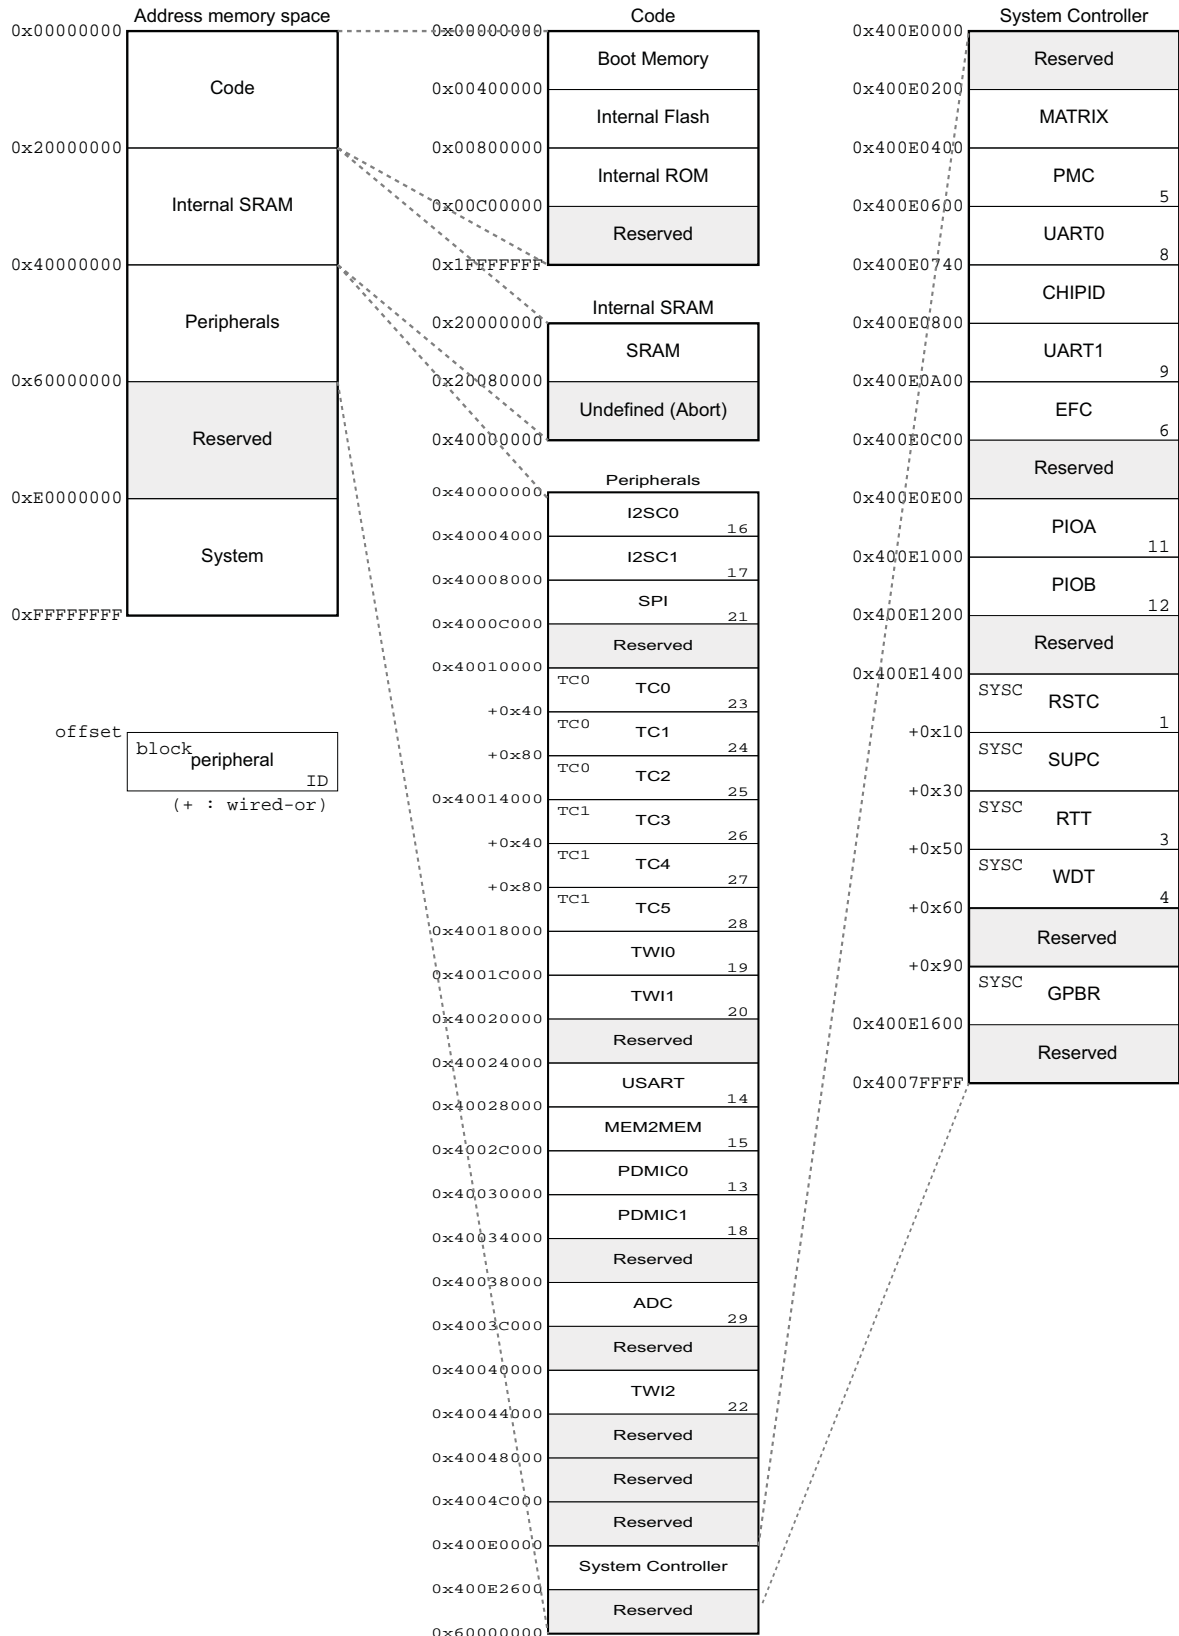 Address memory space
0x00000000
Code
0x20000000
Internal SRAM
0x40000000
Peripherals
0x60000000
Reserved
0xE0000000
System
0xFFFFFFFF
offset
block
peripheral
ID
(+ : wired-or)
Code
0x00000000
Boot Memory
0x00400000
Internal Flash
0x00800000
Internal ROM
0x00C00000
Reserved
0x1FFFFFFF
Internal SRAM
0x20000000
SRAM
0x20080000
Undefined (Abort)
0x40000000
Peripherals
0x40000000
I2SC0
16
0x40004000
I2SC1
17
0x40008000
SPI
21
0x4000C000
Reserved
0x40010000
TC0
TC0
23
+0x40
TC0
TC1
24
+0x80
TC0
TC2
25
0x40014000
TC1
TC3
26
+0x40
TC1
TC4
27
+0x80
TC1
TC5
28
0x40018000
TWI0
19
0x4001C000
TWI1
20
0x40020000
Reserved
0x40024000
USART
14
0x40028000
MEM2MEM
15
0x4002C000
PDMIC0
13
0x40030000
PDMIC1
18
0x40034000
Reserved
0x40038000
ADC
29
0x4003C000
Reserved
0x40040000
TWI2
22
0x40044000
Reserved
0x40048000
Reserved
0x4004C000
Reserved
0x400E0000
System Controller
0x400E2600
Reserved
0x60000000
System Controller
0x400E0000
Reserved
0x400E0200
MATRIX
0x400E0400
PMC
5
0x400E0600
UART0
8
0x400E0740
CHIPID
0x400E0800
UART1
9
0x400E0A00
EFC
6
0x400E0C00
Reserved
0x400E0E00
PIOA
11
0x400E1000
PIOB
12
0x400E1200
Reserved
0x400E1400
SYSC
RSTC
1
+0x10
SYSC
SUPC
+0x30
SYSC
RTT
3
+0x50
SYSC
WDT
4
+0x60
Reserved
+0x90
SYSC
GPBR
0x400E1600
Reserved
0x4007FFFF